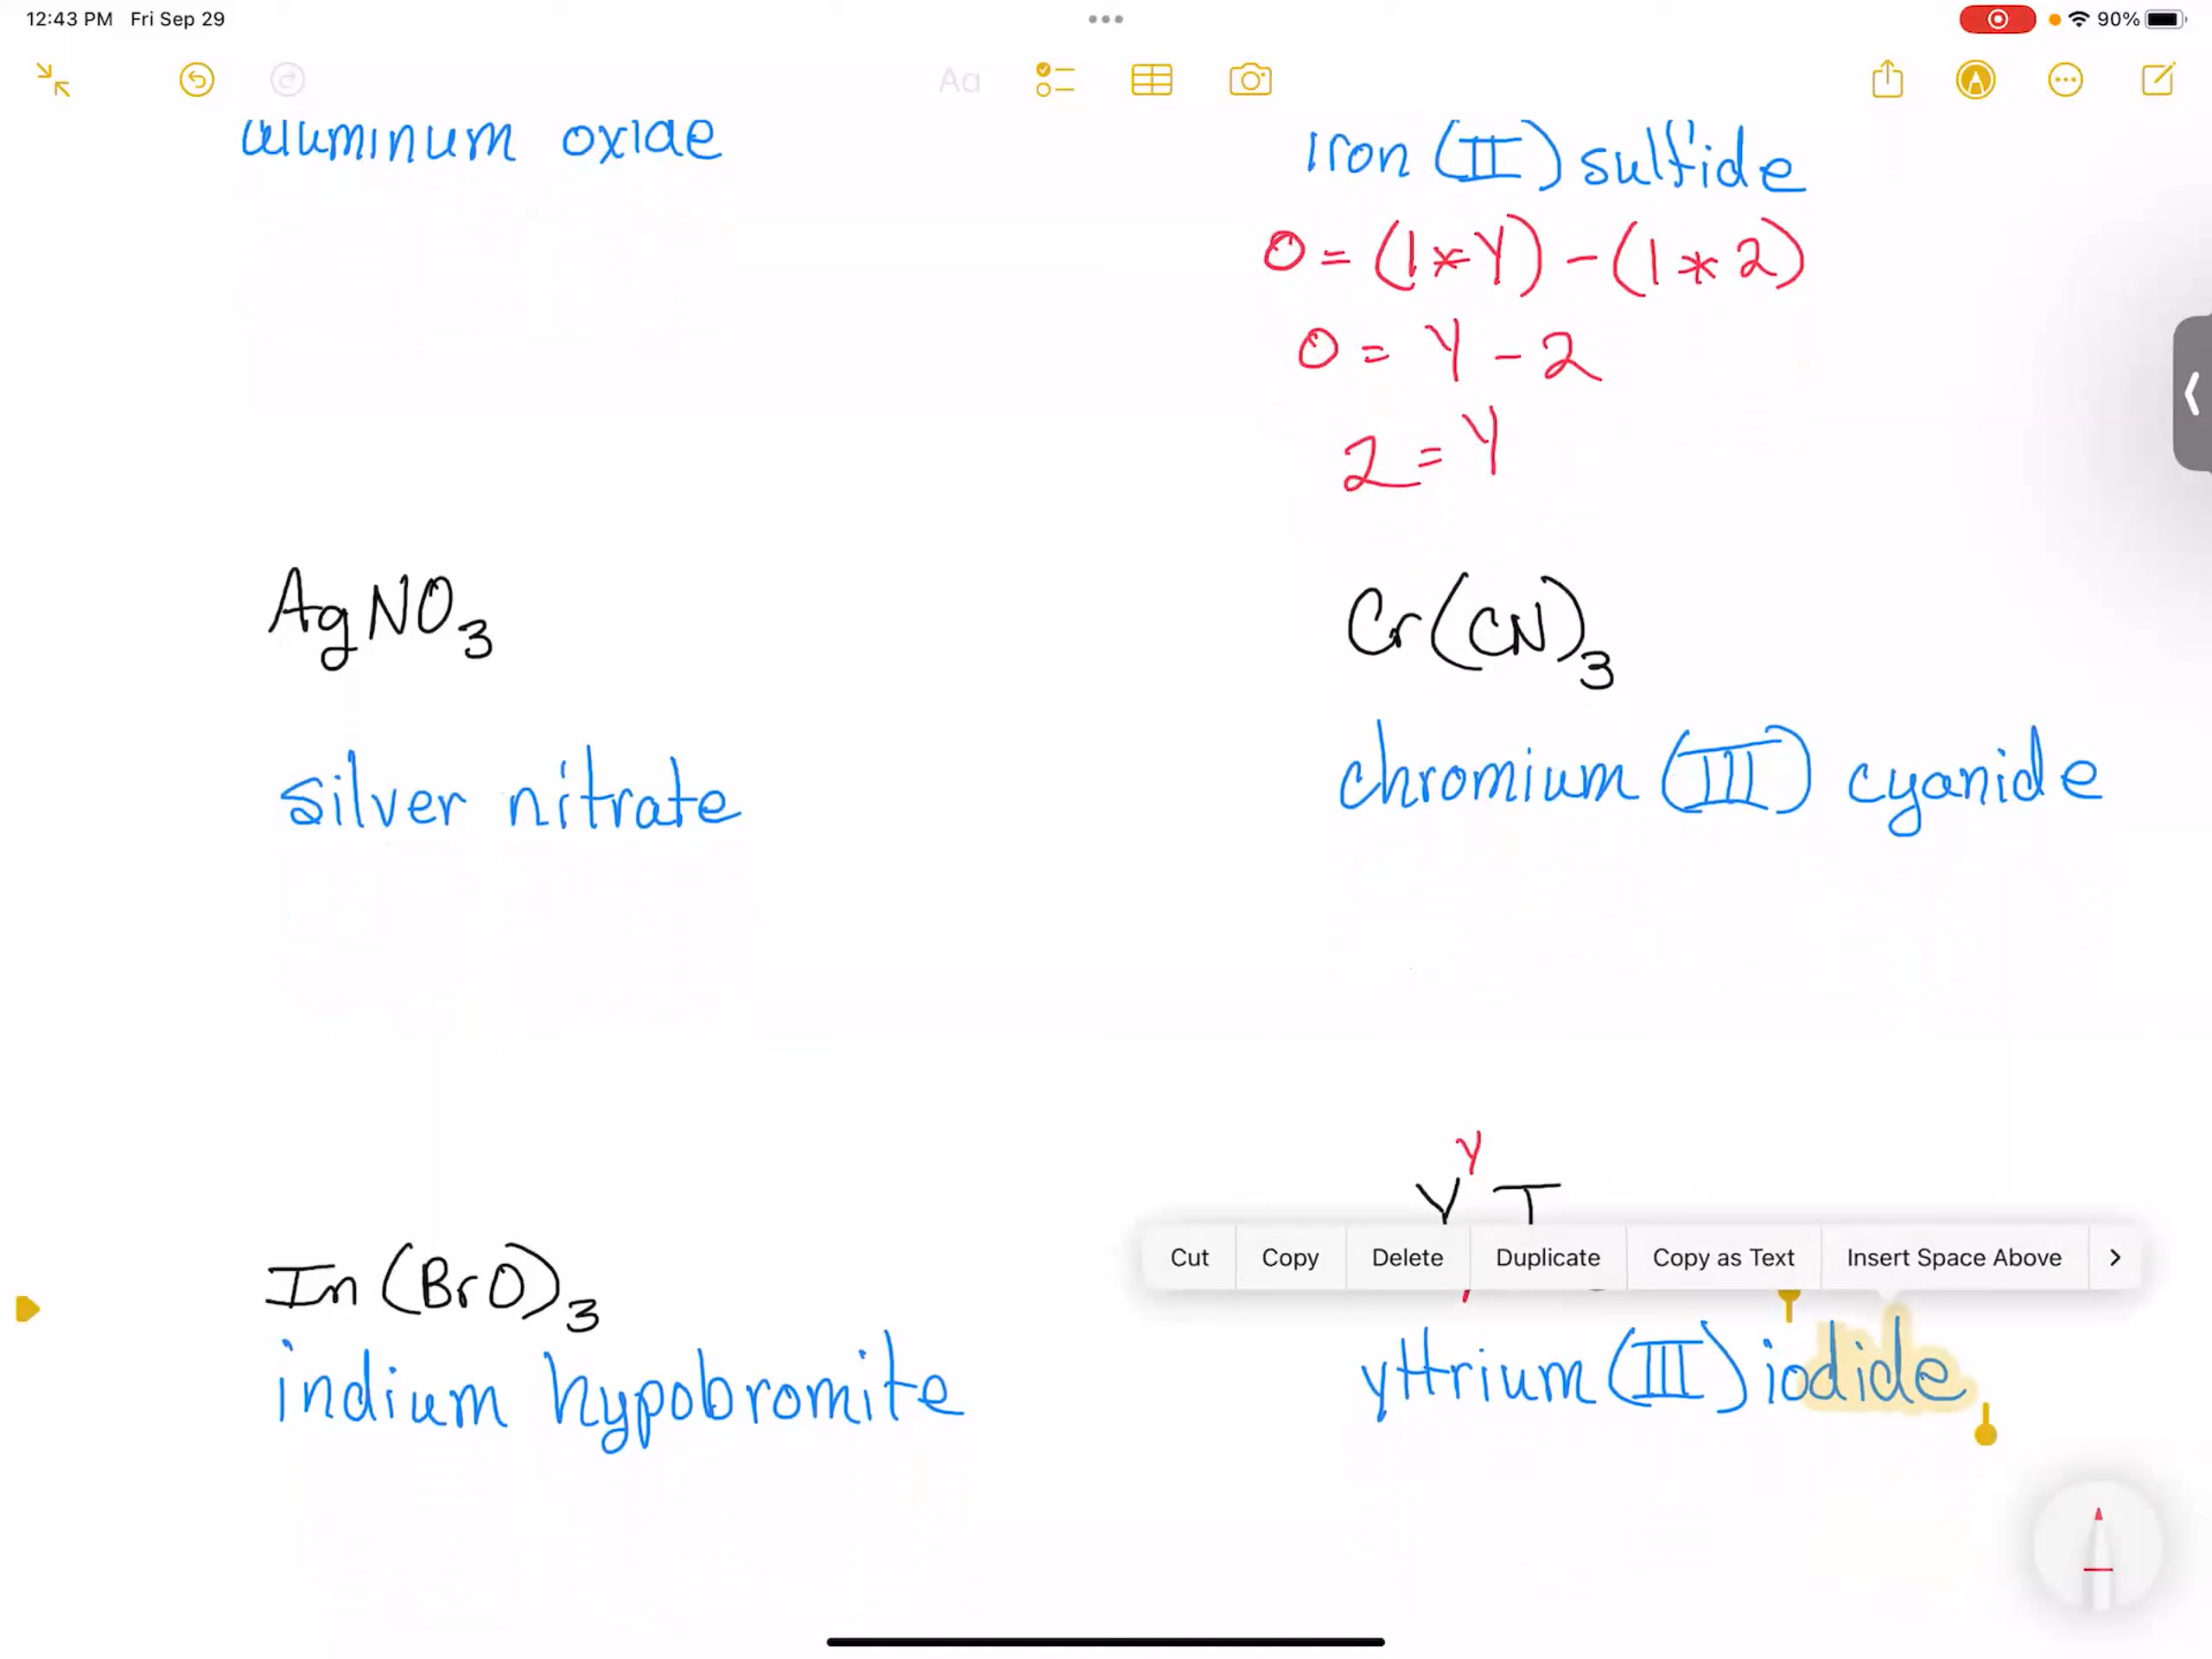 12:43 PM Fri Sep 29
90%
Aa
aluminum oxide
iron (II) sulfide
0 = (1*Y) - (1*2)
0 = Y - 2
2 = Y
AgNO3
Cr(CN)3
silver nitrate
chromium (III) cyanide
Y
Y I
Cut Copy Delete Duplicate Copy as Text Insert Space Above
In(BrO)3
indium hypobromite
yttrium (III) iodide